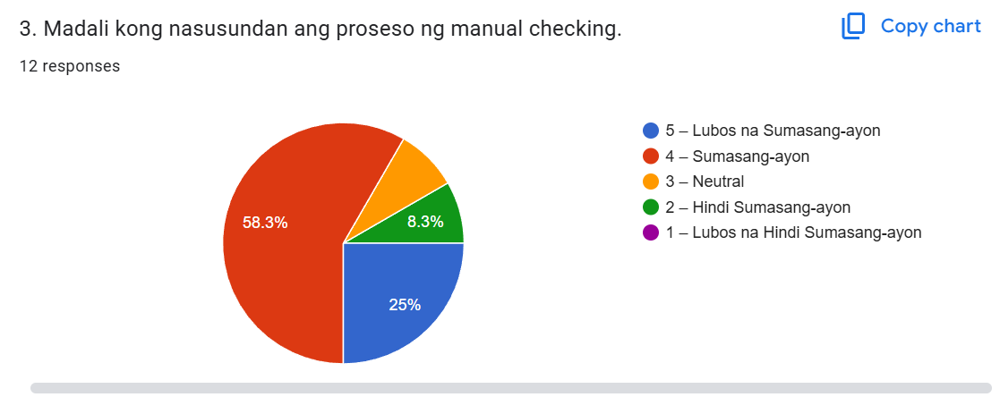 3. Madali kong nasusundan ang proseso ng manual checking.
Copy chart
12 responses
5 – Lubos na Sumasang-ayon
4 – Sumasang-ayon
3 – Neutral
2 – Hindi Sumasang-ayon
1 – Lubos na Hindi Sumasang-ayon
58.3%
8.3%
25%